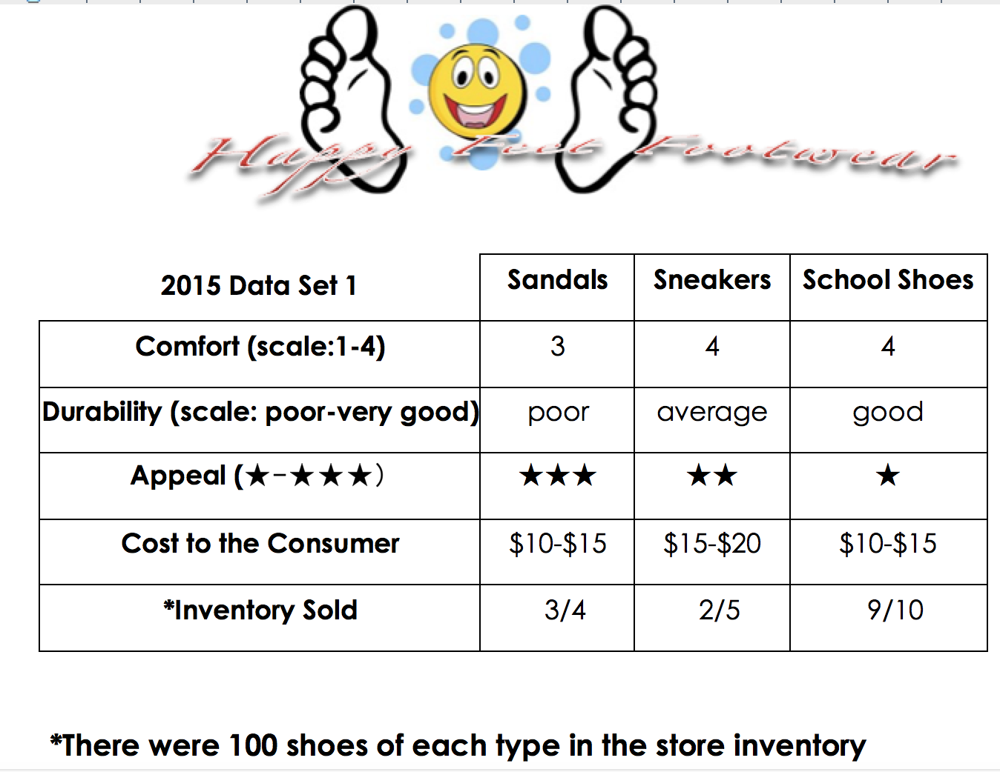 Happy Feet Footwear
2015 Data Set 1 Sandals Sneakers School Shoes
Comfort (scale:1-4) 3 4 4
Durability (scale: poor-very good) poor average good
Appeal (★-★★★) ★★★ ★★ ★
Cost to the Consumer $10-$15 $15-$20 $10-$15
*Inventory Sold 3/4 2/5 9/10
*There were 100 shoes of each type in the store inventory